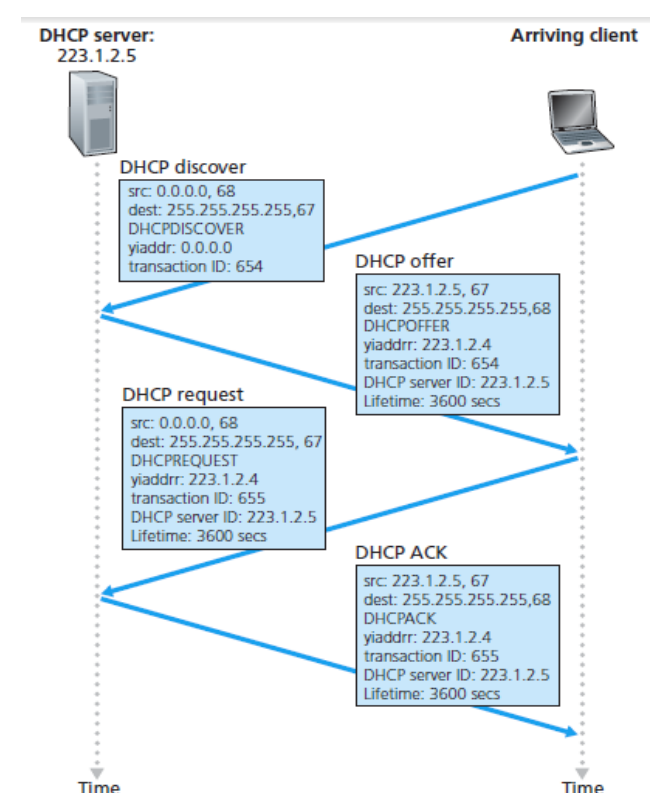 DHCP server:
223.1.2.5
Arriving client
DHCP discover
src: 0.0.0.0, 68
dest: 255.255.255.255,67
DHCPDISCOVER
yiaddr: 0.0.0.0
transaction ID: 654
DHCP offer
src: 223.1.2.5, 67
dest: 255.255.255.255,68
DHCPOFFER
yiaddrr: 223.1.2.4
transaction ID: 654
DHCP server ID: 223.1.2.5
Lifetime: 3600 secs
DHCP request
src: 0.0.0.0, 68
dest: 255.255.255.255, 67
DHCPREQUEST
yiaddr: 223.1.2.4
transaction ID: 655
DHCP server ID: 223.1.2.5
Lifetime: 3600 secs
DHCP ACK
src: 223.1.2.5, 67
dest: 255.255.255.255,68
DHCPACK
yiaddrr: 223.1.2.4
transaction ID: 655
DHCP server ID: 223.1.2.5
Lifetime: 3600 secs
Time
Time